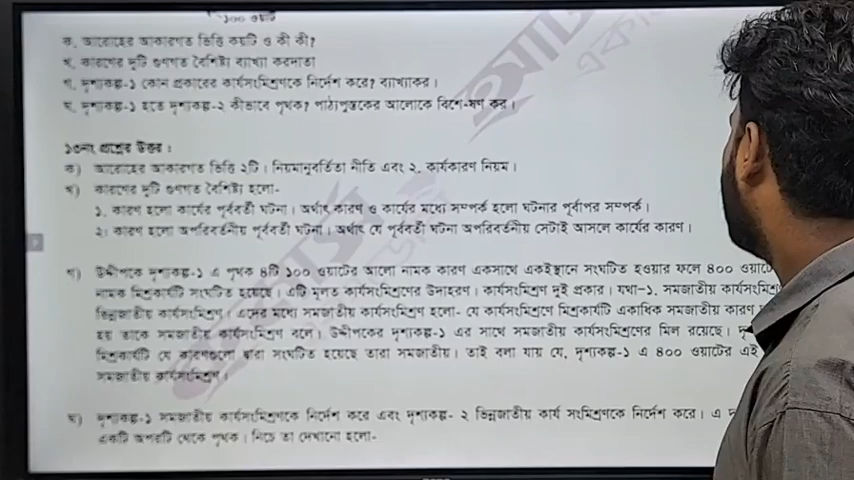 ১০০ ওয়াট
ক. আরোহের আকারগত ভিত্তি কয়টি ও কী কী?
খ. কারণের দুটি গুণগত বৈশিষ্ট্য ব্যাখ্যা করদাতা
গ. দৃশ্যকল্প-১ কোন প্রকারের কার্যসংমিশ্রণকে নির্দেশ করে? ব্যাখ্যাকর।
ঘ. দৃশ্যকল্প-১ হতে দৃশ্যকল্প-২ কীভাবে পৃথক? পাঠ্যপুস্তকের আলোকে বিশে-ষণ কর।
১৩নং প্রশ্নের উত্তর :
ক) আরোহের আকারগত ভিত্তি ২টি। নিয়মানুবর্তিতা নীতি এবং ২. কার্যকারণ নিয়ম।
খ) কারণের দুটি গুণগত বৈশিষ্ট্য হলো-
১. কারণ হলো কার্যের পূর্ববর্তী ঘটনা। অর্থাৎ কারণ ও কার্যের মধ্যে সম্পর্ক হলো ঘটনার পূর্বাপর সম্পর্ক।
২। কারণ হলো অপরিবর্তনীয় পূর্ববর্তী ঘটনা। অর্থাৎ যে পূর্ববর্তী ঘটনা অপরিবর্তনীয় সেটাই আসলে কার্যের কারণ।
গ) উদ্দীপকে দৃশ্যকল্প-১ এ পৃথক ৪টি ১০০ ওয়াটের আলো নামক কারণ একসাথে একইস্থানে সংঘটিত হওয়ার ফলে ৪০০ ওয়াটে
নামক মিশ্রকার্যটি সংঘটিত হয়েছে। এটি মূলত কার্যসংমিশ্রণের উদাহরণ। কার্যসংমিশ্রণ দুই প্রকার। যথা-১. সমজাতীয় কার্যসংমিশ্র
ভিন্নজাতীয় কার্যসংমিশ্রণ। এদের মধ্যে সমজাতীয় কার্যসংমিশ্রণ হলো- যে কার্যসংমিশ্রণে মিশ্রকার্যটি একাধিক সমজাতীয় কারণ
হয় তাকে সমজাতীয় কার্যসংমিশ্রণ বলে। উদ্দীপকের দৃশ্যকল্প-১ এর সাথে সমজাতীয় কার্যসংমিশ্রণের মিল রয়েছে।
মিশ্রকার্যটি যে কারণগুলো দ্বারা সংঘটিত হয়েছে তারা সমজাতীয়। তাই বলা যায় যে, দৃশ্যকল্প-১ এ ৪০০ ওয়াটের এই
সমজাতীয় কার্যসংমিশ্রণ।
ঘ) দৃশ্যকল্প-১ সমজাতীয় কার্যসংমিশ্রণকে নির্দেশ করে এবং দৃশ্যকল্প- ২ ভিন্নজাতীয় কার্য সংমিশ্রণকে নির্দেশ করে। এ
একটি অপরটি থেকে পৃথক। নিচে তা দেখানো হলো-